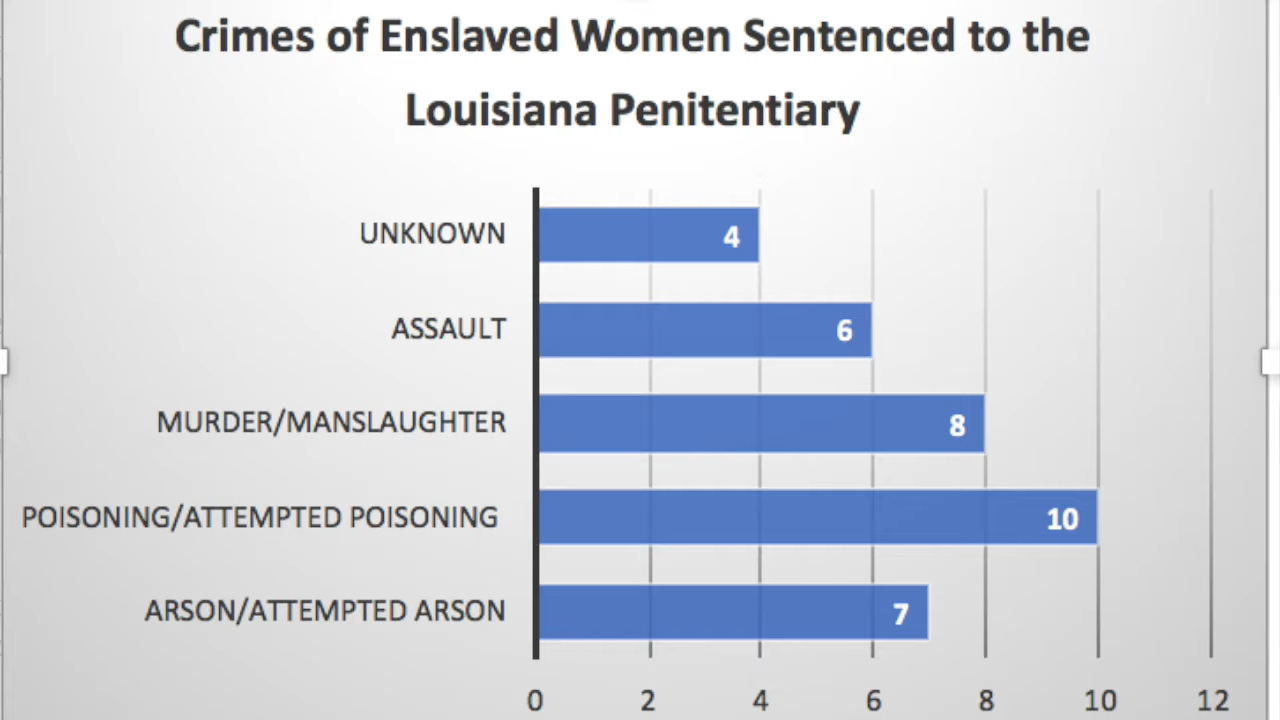 Crimes of Enslaved Women Sentenced to the
Louisiana Penitentiary
UNKNOWN 4
ASSAULT 6
MURDER/MANSLAUGHTER 8
POISONING/ATTEMPTED POISONING 10
ARSON/ATTEMPTED ARSON 7
0 2 4 6 8 10 12